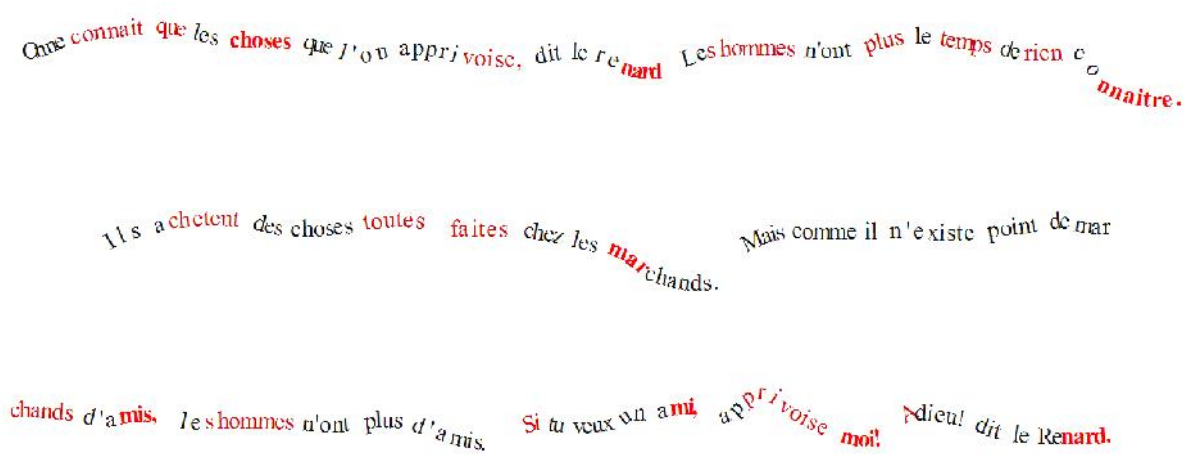 On ne connait que les choses que l'on apprivoise, dit le renard Les hommes n'ont plus le temps de rien connaitre.
Ils achetent des choses toutes faites chez les marchands. Mais comme il n'existe point de mar
chands d'amis, les hommes n'ont plus d'amis. Si tu veux un ami, apprivoise moi! Adieu! dit le Renard.